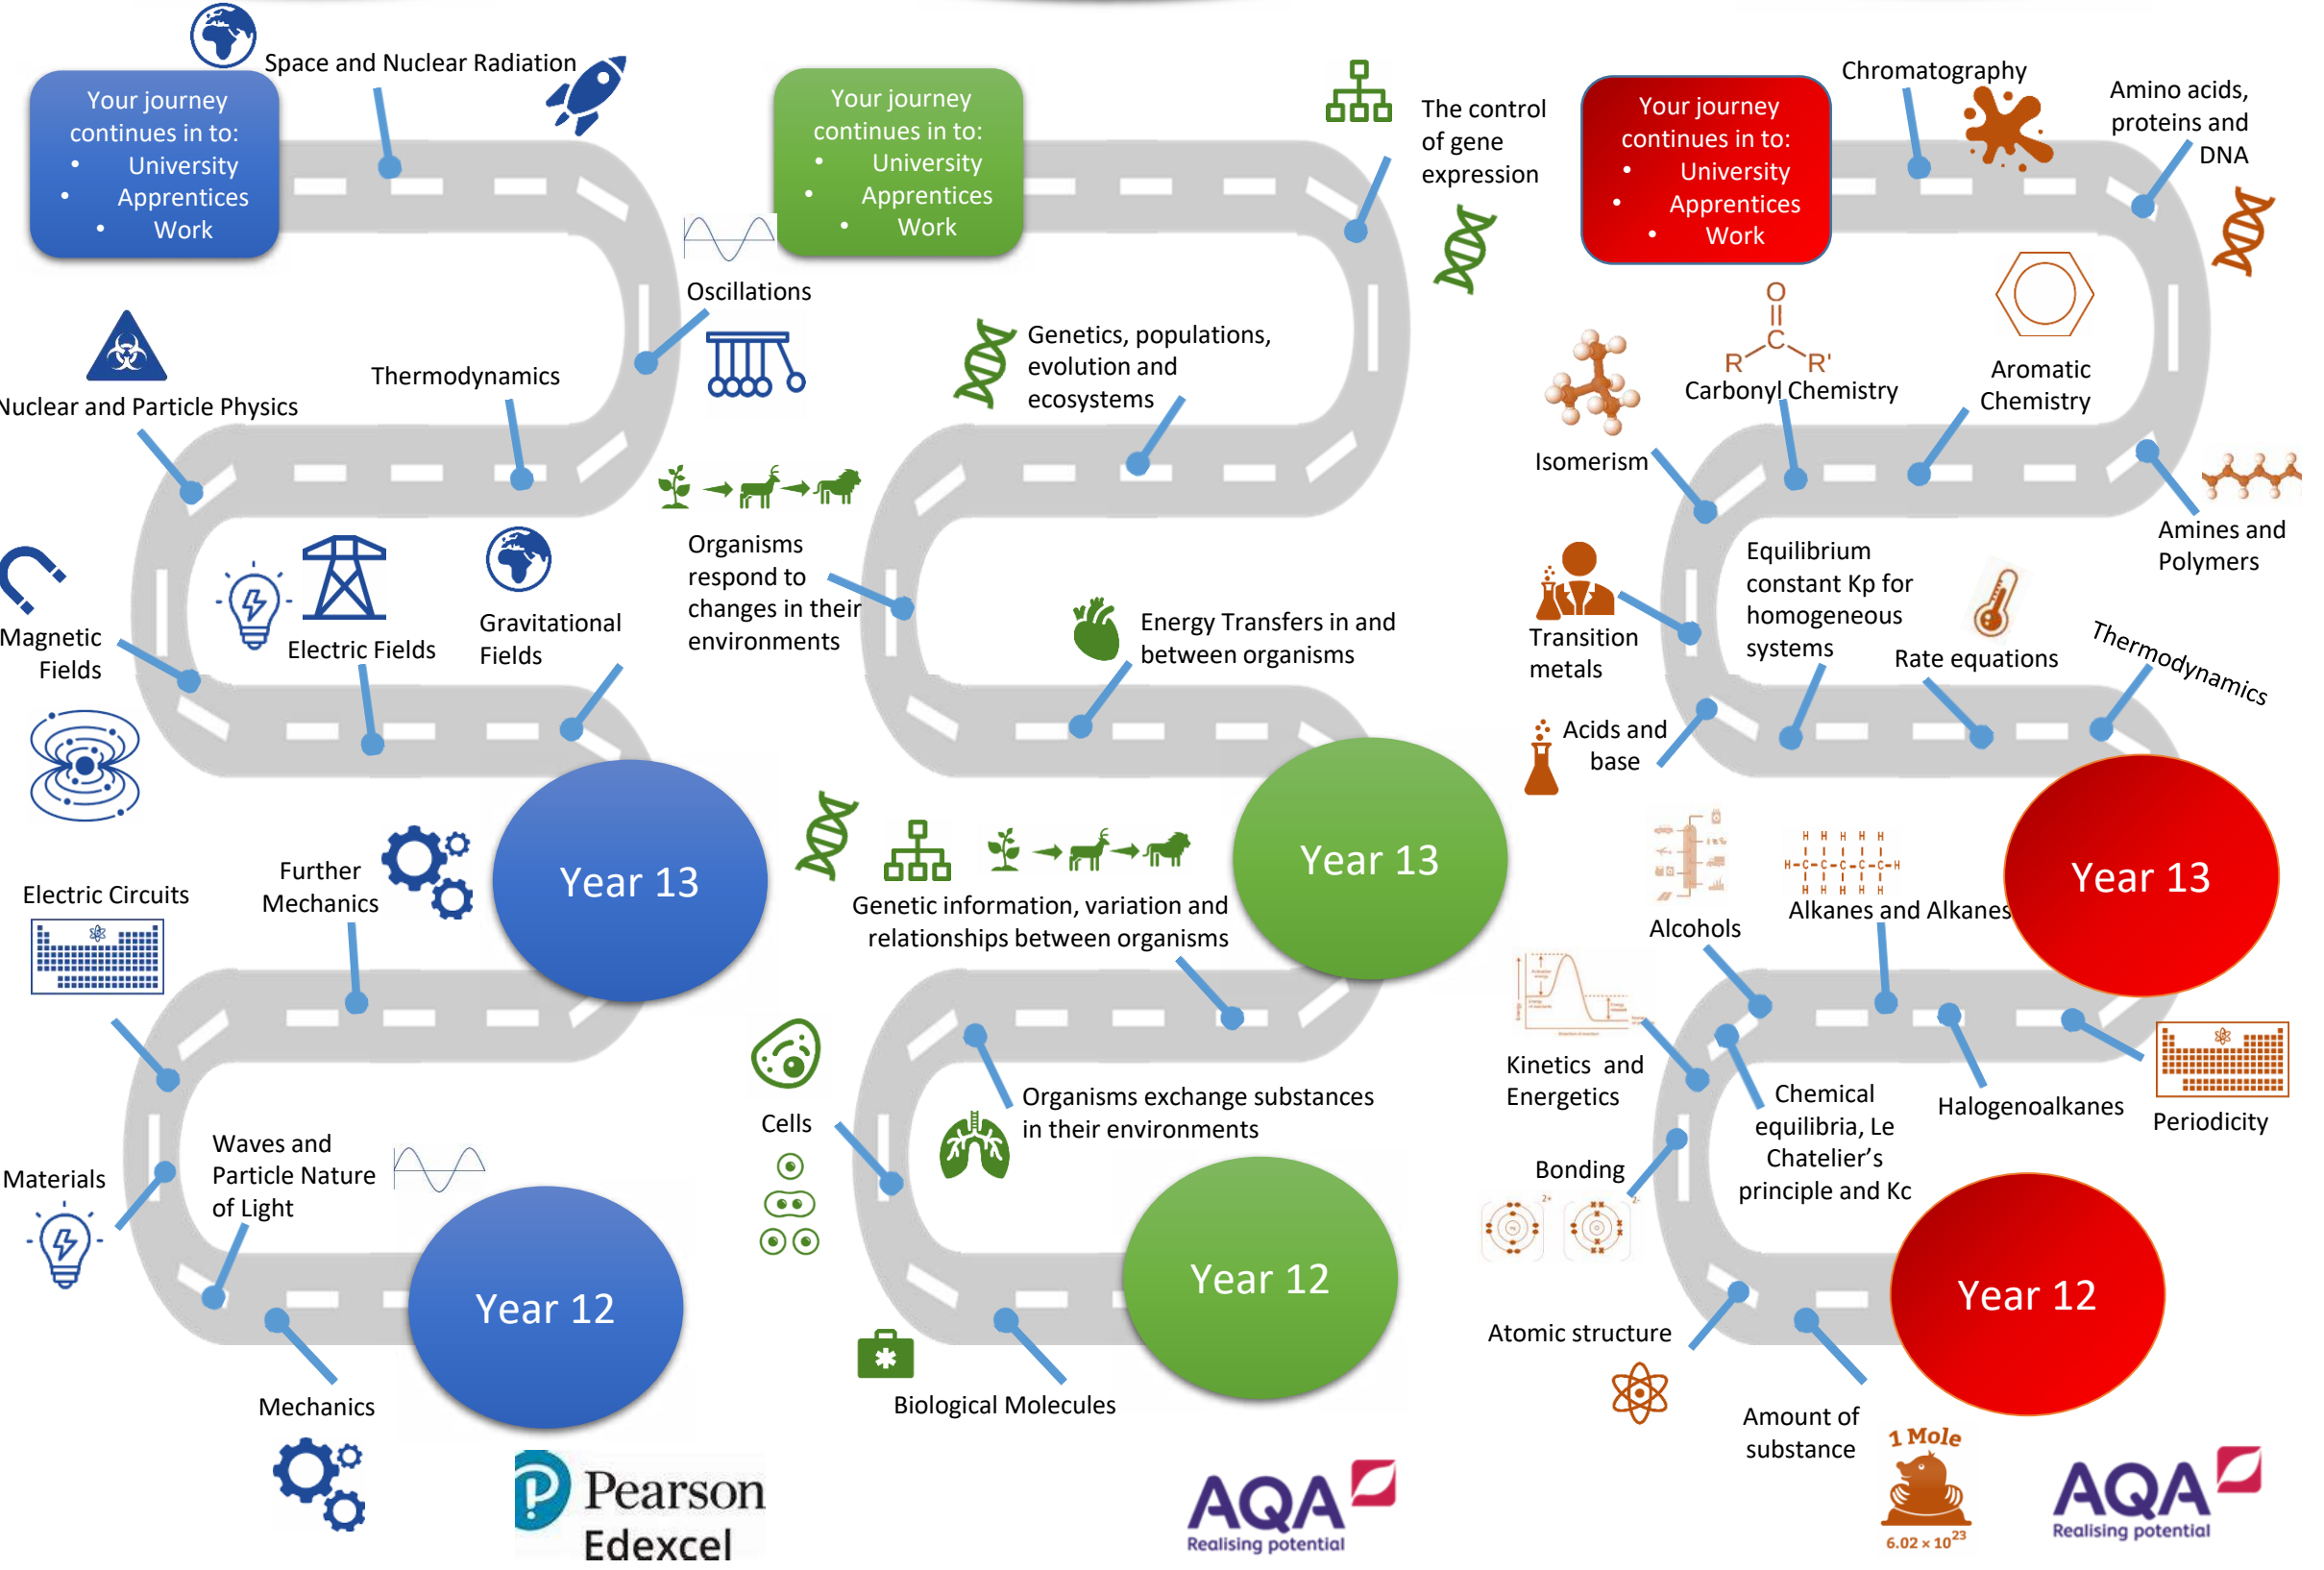 Space and Nuclear Radiation
Your journey
continues in to:
• University
• Apprentices
• Work
Oscillations
Thermodynamics
Nuclear and Particle Physics
Magnetic
Fields
Electric Fields
Gravitational
Fields
Year 13
Further
Mechanics
Electric Circuits
Materials
Waves and
Particle Nature
of Light
Year 12
Mechanics
Pearson
Edexcel
Your journey
continues in to:
• University
• Apprentices
• Work
The control
of gene
expression
Genetics, populations,
evolution and
ecosystems
Organisms
respond to
changes in their
environments
Energy Transfers in and
between organisms
Year 13
Genetic information, variation and
relationships between organisms
Organisms exchange substances
in their environments
Cells
Year 12
Biological Molecules
AQA
Realising potential
Your journey
continues in to:
• University
• Apprentices
• Work
Chromatography
Amino acids,
proteins and
DNA
O
C
R R'
Carbonyl Chemistry
Aromatic
Chemistry
Isomerism
Amines and
Polymers
Transition
metals
Equilibrium
constant Kp for
homogeneous
systems
Rate equations
Thermodynamics
Acids and
base
Year 13
H H H H H
H-C-C-C-C-C-H
H H H H H
Alkanes and Alkanes
Alcohols
Kinetics and
Energetics
Chemical
equilibria, Le
Chatelier's
principle and Kc
Halogenoalkanes
Periodicity
Bonding
2+
2-
Year 12
Atomic structure
Amount of
substance
1 Mole
6.02 × 10²³
AQA
Realising potential